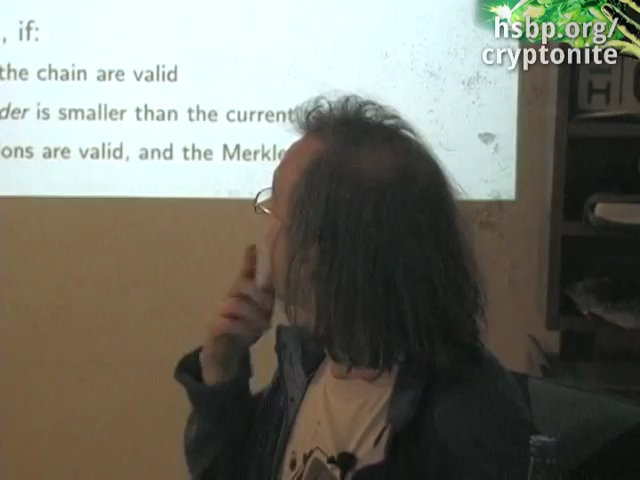 hsbp.org/
cryptonite
, if:
the chain are valid
der is smaller than the current
ons are valid, and the Merkle
H